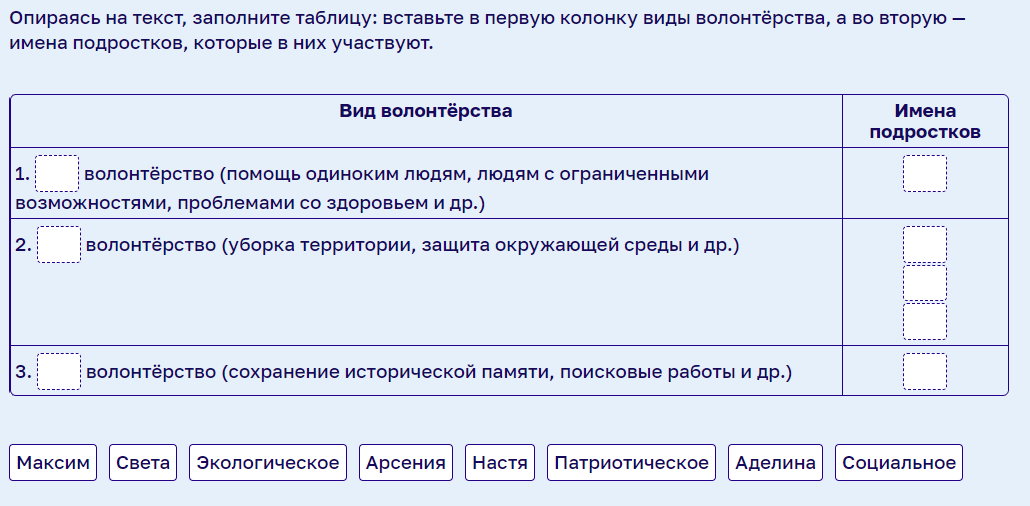 Опираясь на текст, заполните таблицу: вставьте в первую колонку виды волонтёрства, а во вторую —
имена подростков, которые в них участвуют.
Вид волонтёрства
Имена
подростков
1. волонтёрство (помощь одиноким людям, людям с ограниченными
возможностями, проблемами со здоровьем и др.)
2. волонтёрство (уборка территории, защита окружающей среды и др.)
3. волонтёрство (сохранение исторической памяти, поисковые работы и др.)
Максим Света Экологическое Арсения Настя Патриотическое Аделина Социальное